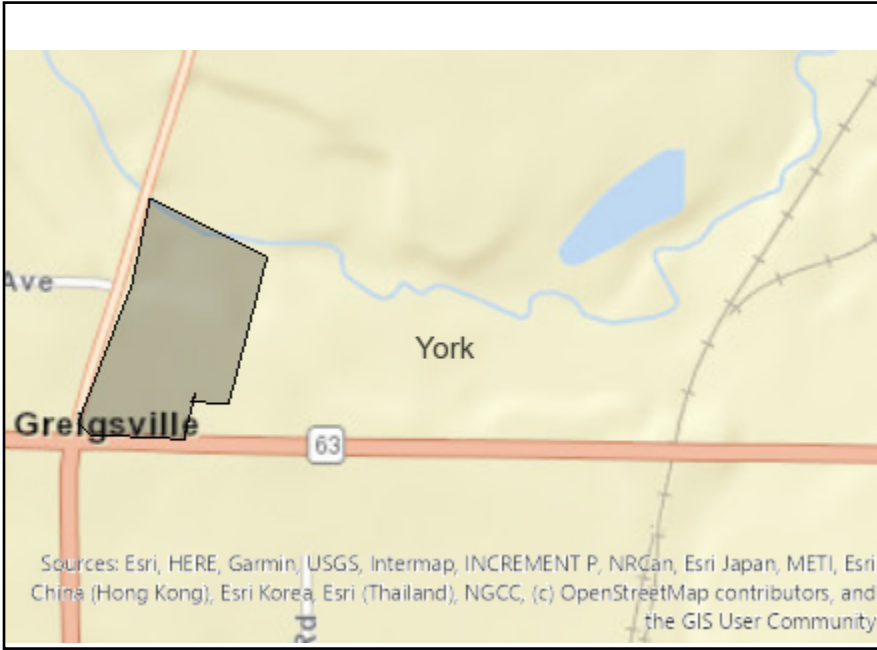 Ave
York
Greigsville
63
Sources: Esri, HERE, Garmin, USGS, Intermap, INCREMENT P, NRCan, Esri Japan, METI, Esri
China (Hong Kong), Esri Korea, Esri (Thailand), NGCC, (c) OpenStreetMap contributors, and
the GIS User Community
Rd